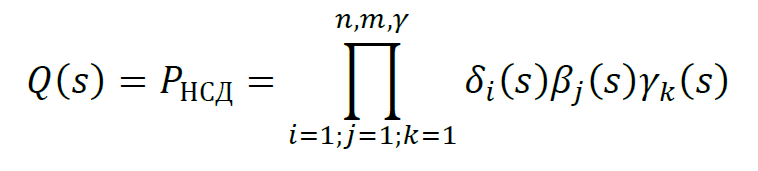 n,m,γ
Q(s) = P_НСД = ∏ δ_i(s)β_j(s)γ_k(s)
i=1;j=1;k=1